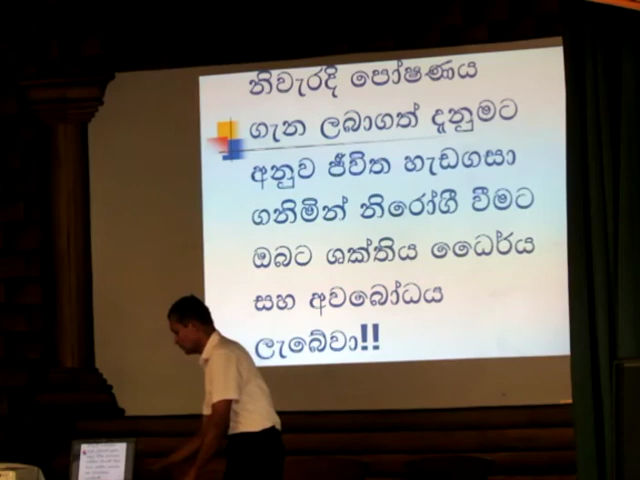 නිවැරදි පෝෂණය
ගැන ලබාගත් දැනුමට
අනුව ජීවිත හැඩගසා
ගනිමින් නිරෝගී වීමට
ඔබට ශක්තිය ධෛර්ය
සහ අවබෝධය
ලැබේවා!!